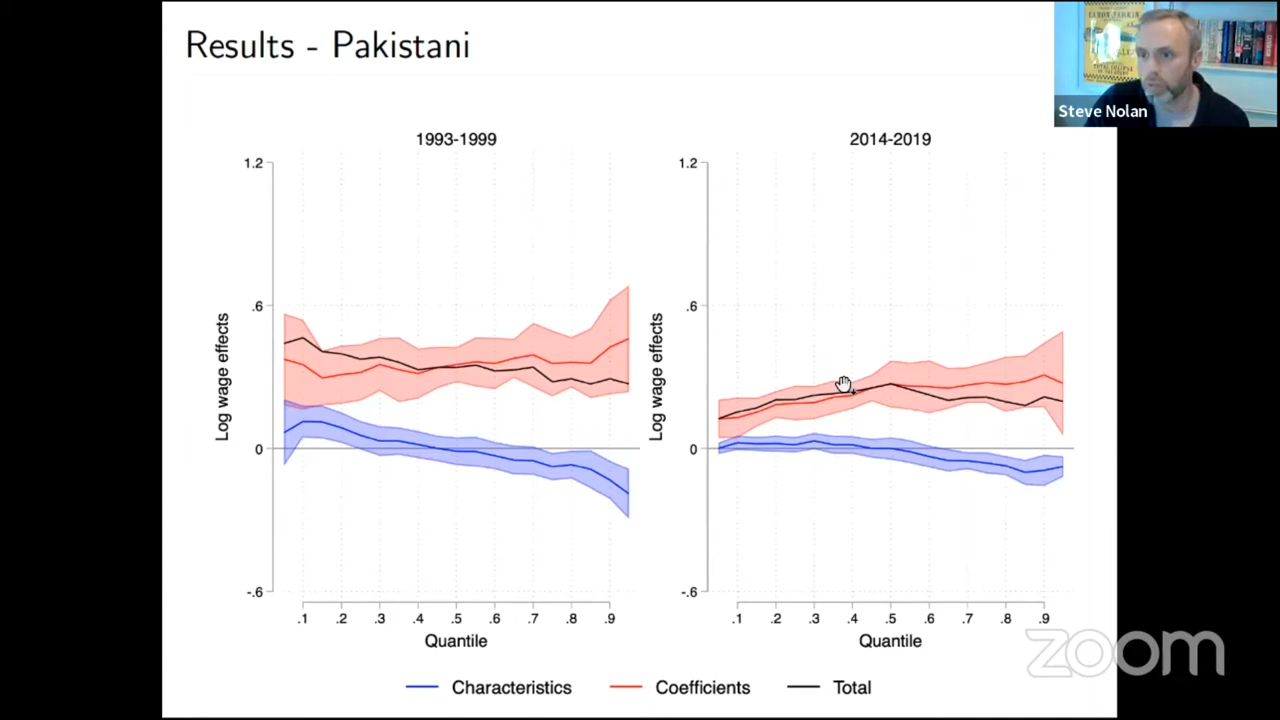 Results - Pakistani
Steve Nolan
1993-1999
2014-2019
1.2
.6
0
-.6
Log wage effects
.1 .2 .3 .4 .5 .6 .7 .8 .9
Quantile
1.2
.6
0
-.6
Log wage effects
.1 .2 .3 .4 .5 .6 .7 .8 .9
Quantile
Characteristics Coefficients Total
zoom